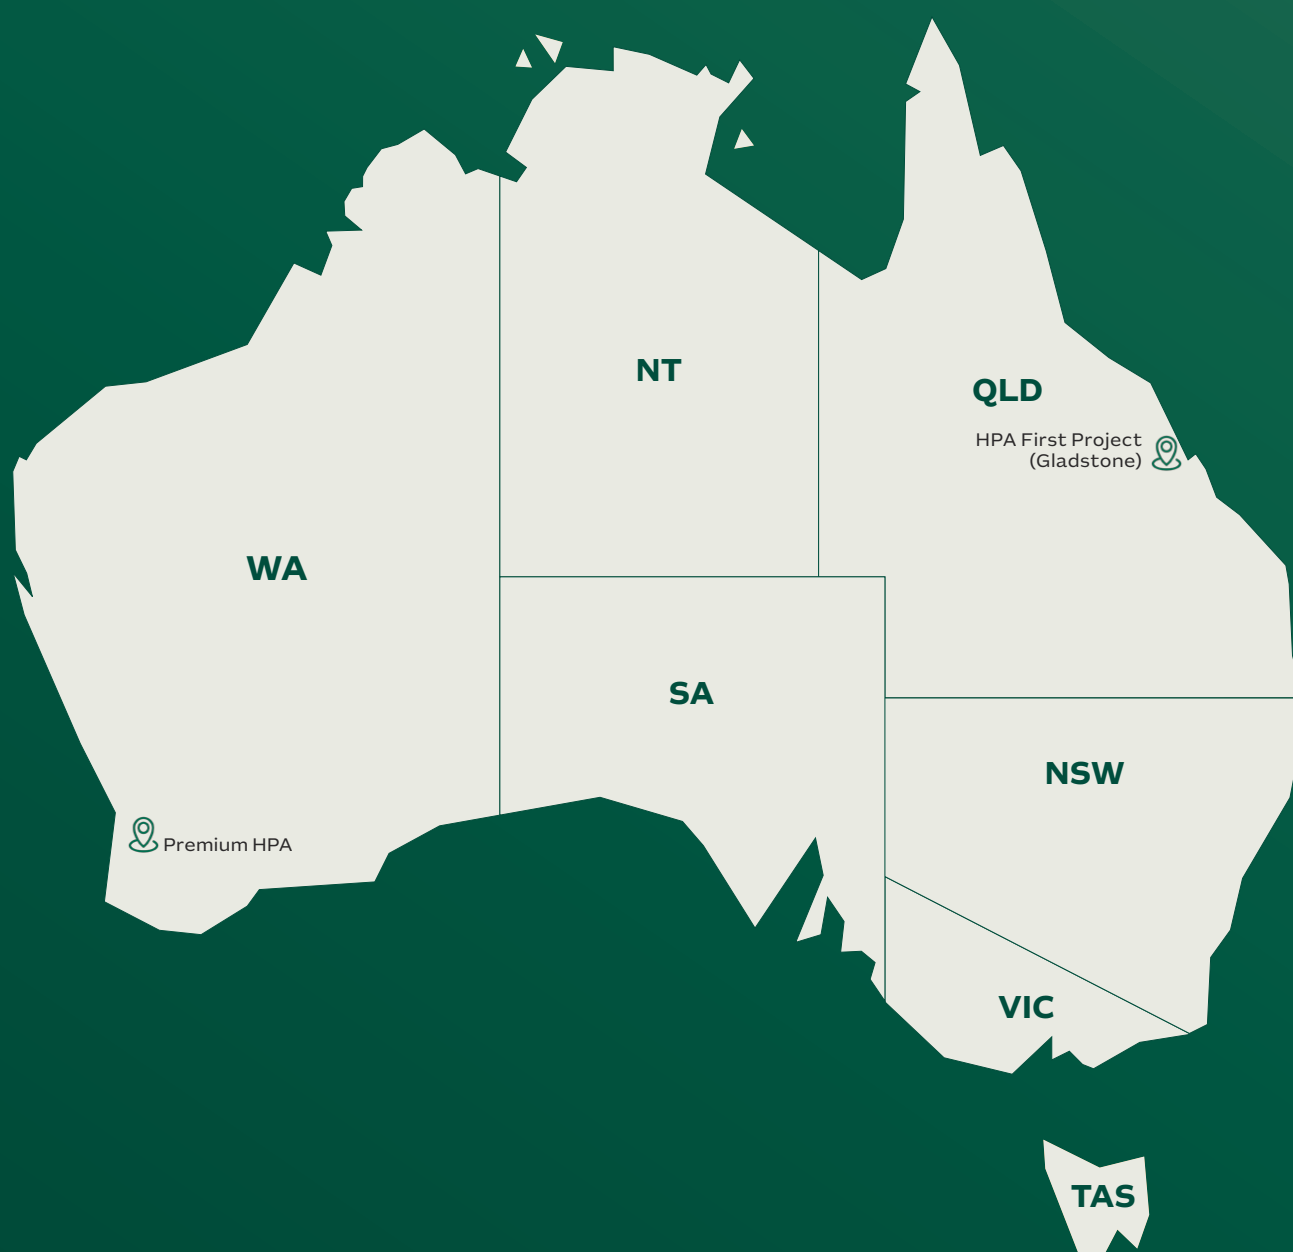 NT
QLD
HPA First Project
(Gladstone)
WA
SA
NSW
Premium HPA
VIC
TAS